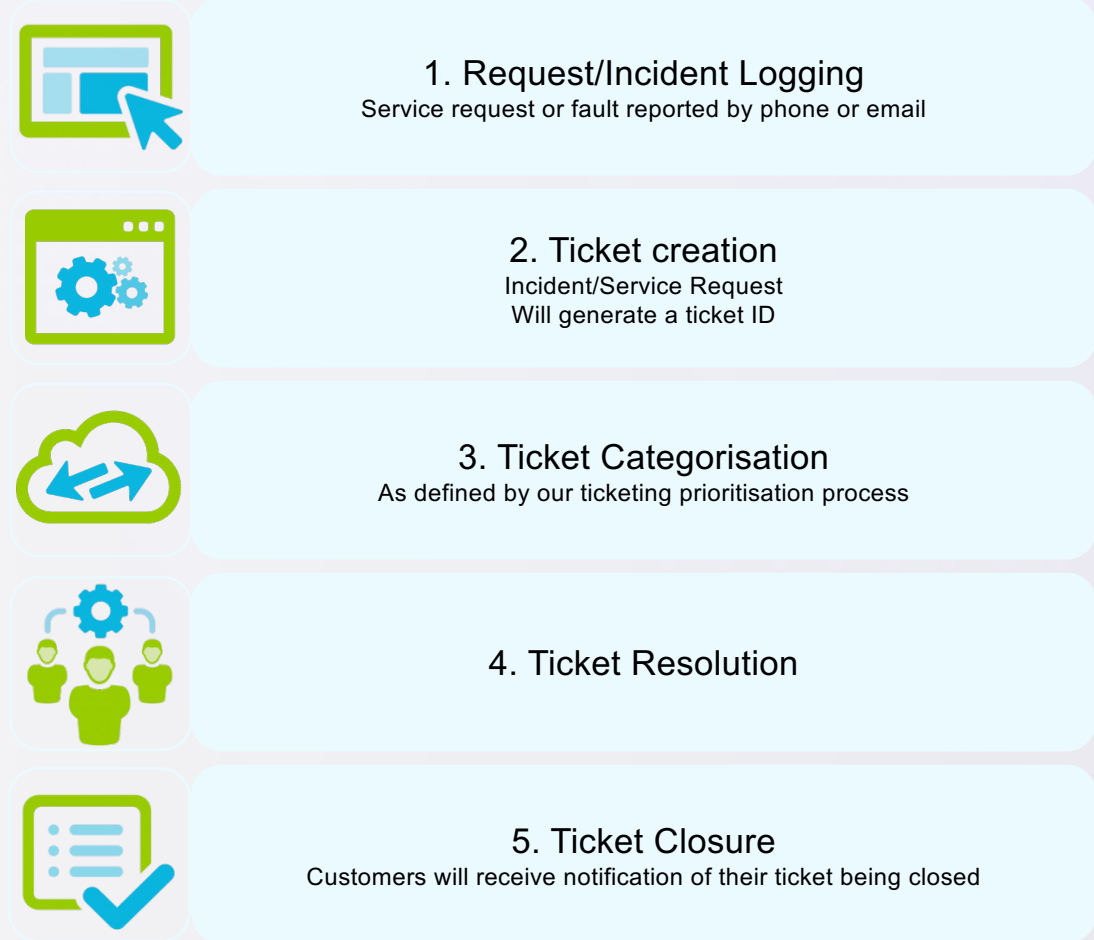 1. Request/Incident Logging
Service request or fault reported by phone or email
2. Ticket creation
Incident/Service Request
Will generate a ticket ID
3. Ticket Categorisation
As defined by our ticketing prioritisation process
4. Ticket Resolution
5. Ticket Closure
Customers will receive notification of their ticket being closed